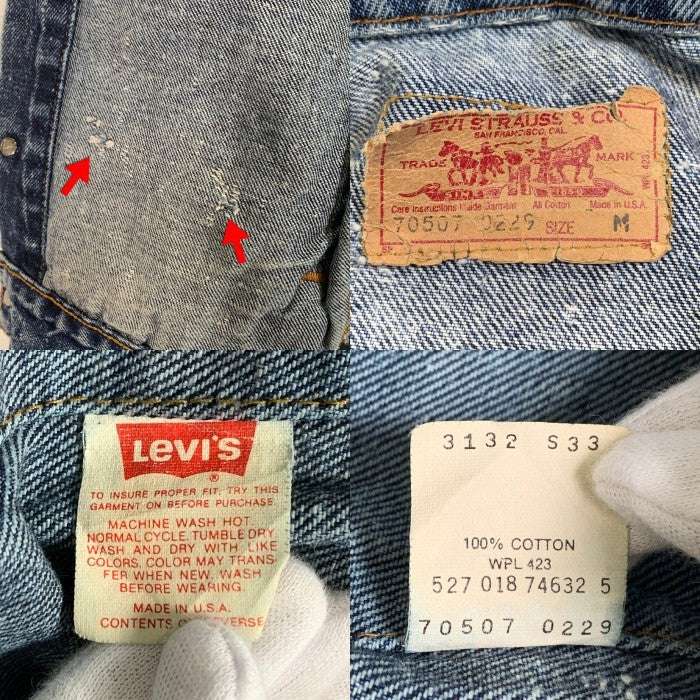 LEVI STRAUSS & CO.
SAN FRANCISCO, CAL.
TRADE MARK
WPL 423
Care Instructions Inside Garment All Cotton Made in U.S.A.
70507 0229 SIZE M
LEVI'S
®
TO INSURE PROPER FIT, TRY THIS
GARMENT ON BEFORE PURCHASE.
MACHINE WASH HOT.
NORMAL CYCLE. TUMBLE DRY.
WASH AND DRY WITH LIKE
COLORS. COLOR MAY TRANS-
FER WHEN NEW. WASH
BEFORE WEARING.
MADE IN U.S.A.
CONTENTS ON REVERSE
3132 S33
100% COTTON
WPL 423
527 018 74632 5
70507 0229